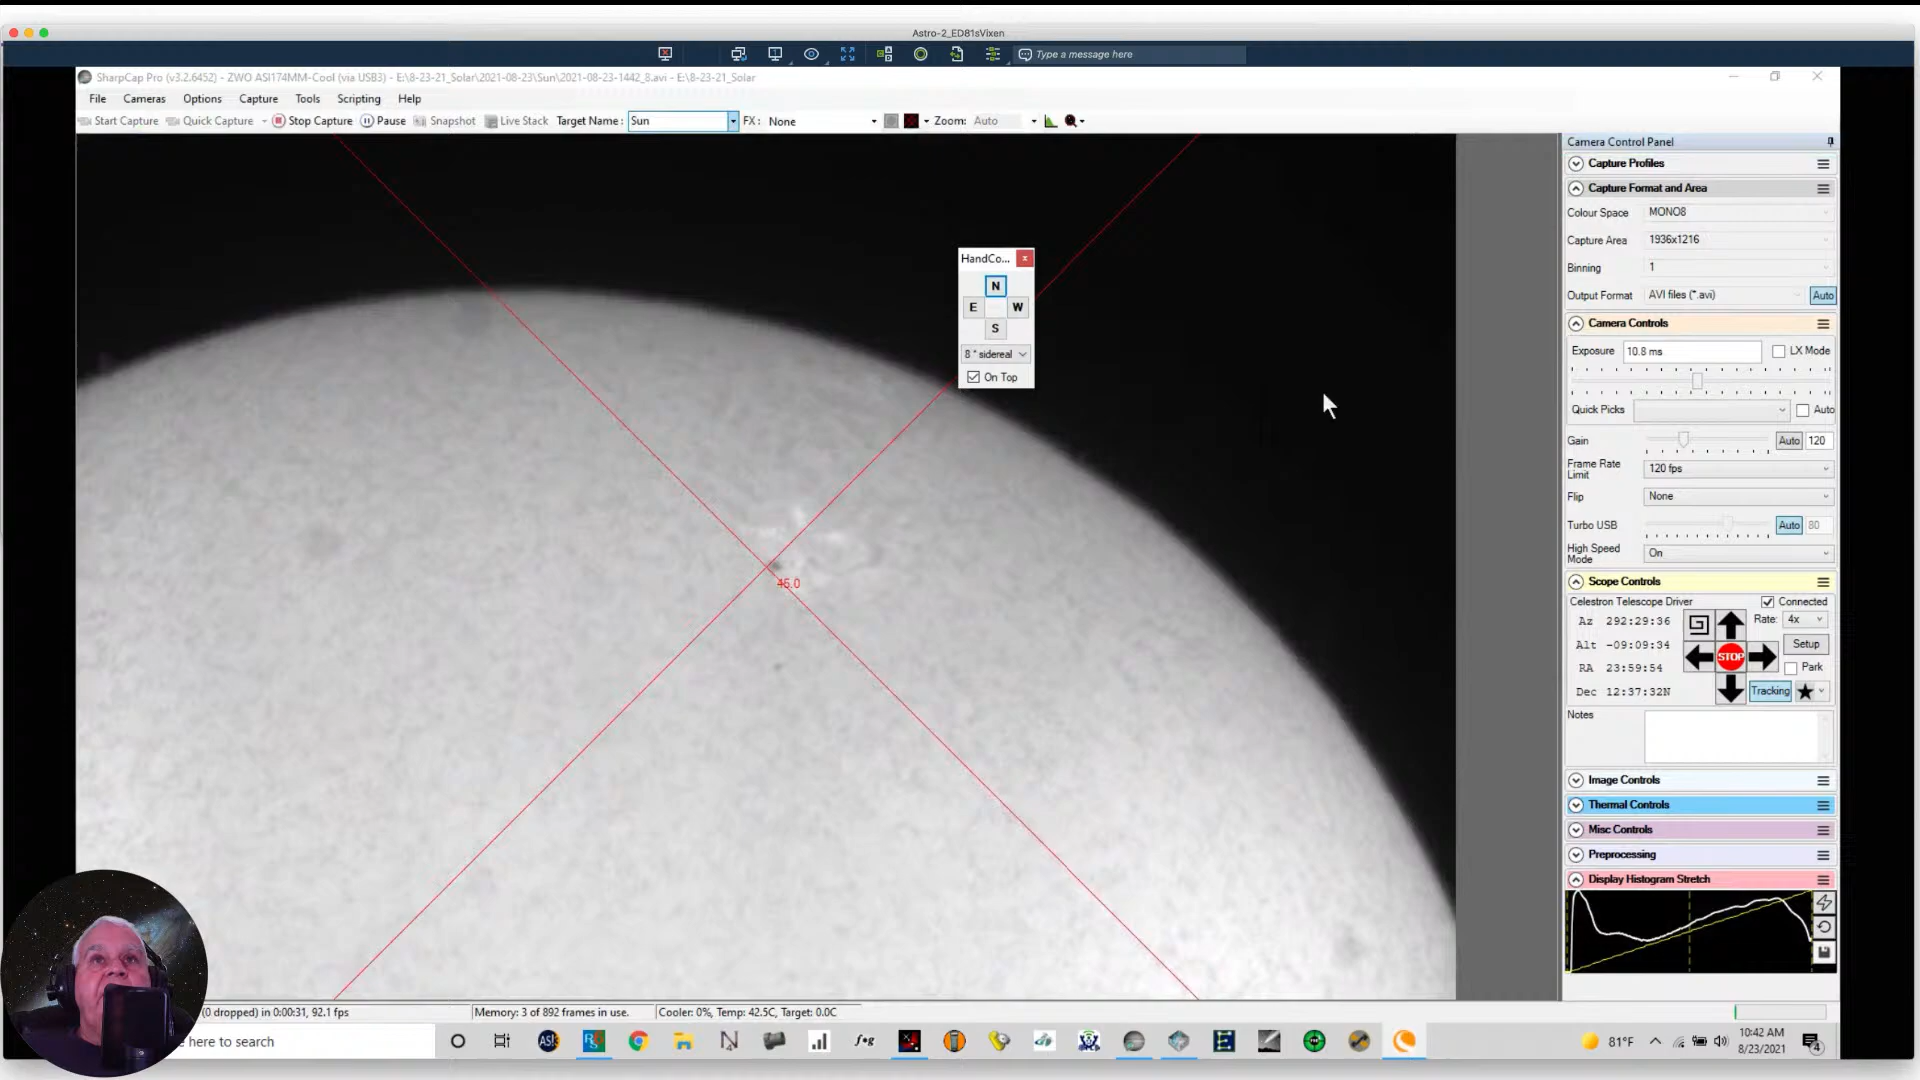 Astro-2_ED81sVixen
Type a message here
SharpCap Pro (v3.2.6452) - ZWO ASI174MM-Cool (via USB3) - E:\8-23-21_Solar\2021-08-23\Sun\2021-08-23-1442_8.avi - E:\8-23-21_Solar
File Cameras Options Capture Tools Scripting Help
Start Capture Quick Capture Stop Capture Pause Snapshot Live Stack Target Name : Sun FX : None Zoom: Auto
Camera Control Panel
Capture Profiles
Capture Format and Area
Colour Space MONO8
Capture Area 1936x1216
Binning 1
Output Format AVI files (*.avi) Auto
Camera Controls
Exposure 10.8 ms LX Mode
Quick Picks Auto
Gain Auto 120
Frame Rate Limit 120 fps
Flip None
Turbo USB Auto 80
High Speed Mode On
Scope Controls
Celestron Telescope Driver Connected
Az 292:29:36 Rate: 4x
Alt -09:09:34 STOP Setup
RA 23:59:54 Park
Dec 12:37:32N Tracking
Notes
Image Controls
Thermal Controls
Misc Controls
Preprocessing
Display Histogram Stretch
HandCo...
N
E W
S
8 * sidereal
On Top
45.0
(0 dropped) in 0:00:31, 92.1 fps Memory: 3 of 892 frames in use. Cooler: 0%, Temp: 42.5C, Target: 0.0C
here to search
ASI
f*g
N
E
81°F
10:42 AM
8/23/2021
4